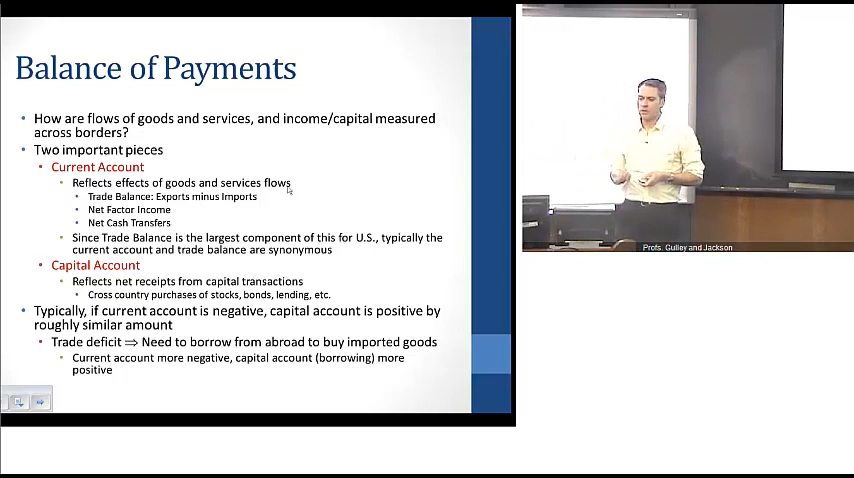 Balance of Payments
• How are flows of goods and services, and income/capital measured
across borders?
• Two important pieces
• Current Account
• Reflects effects of goods and services flows
• Trade Balance: Exports minus Imports
• Net Factor Income
• Net Cash Transfers
• Since Trade Balance is the largest component of this for U.S., typically the
current account and trade balance are synonymous
• Capital Account
• Reflects net receipts from capital transactions
• Cross country purchases of stocks, bonds, lending, etc.
• Typically, if current account is negative, capital account is positive by
roughly similar amount
• Trade deficit ⇒ Need to borrow from abroad to buy imported goods
• Current account more negative, capital account (borrowing) more
positive
Profs. Gulley and Jackson